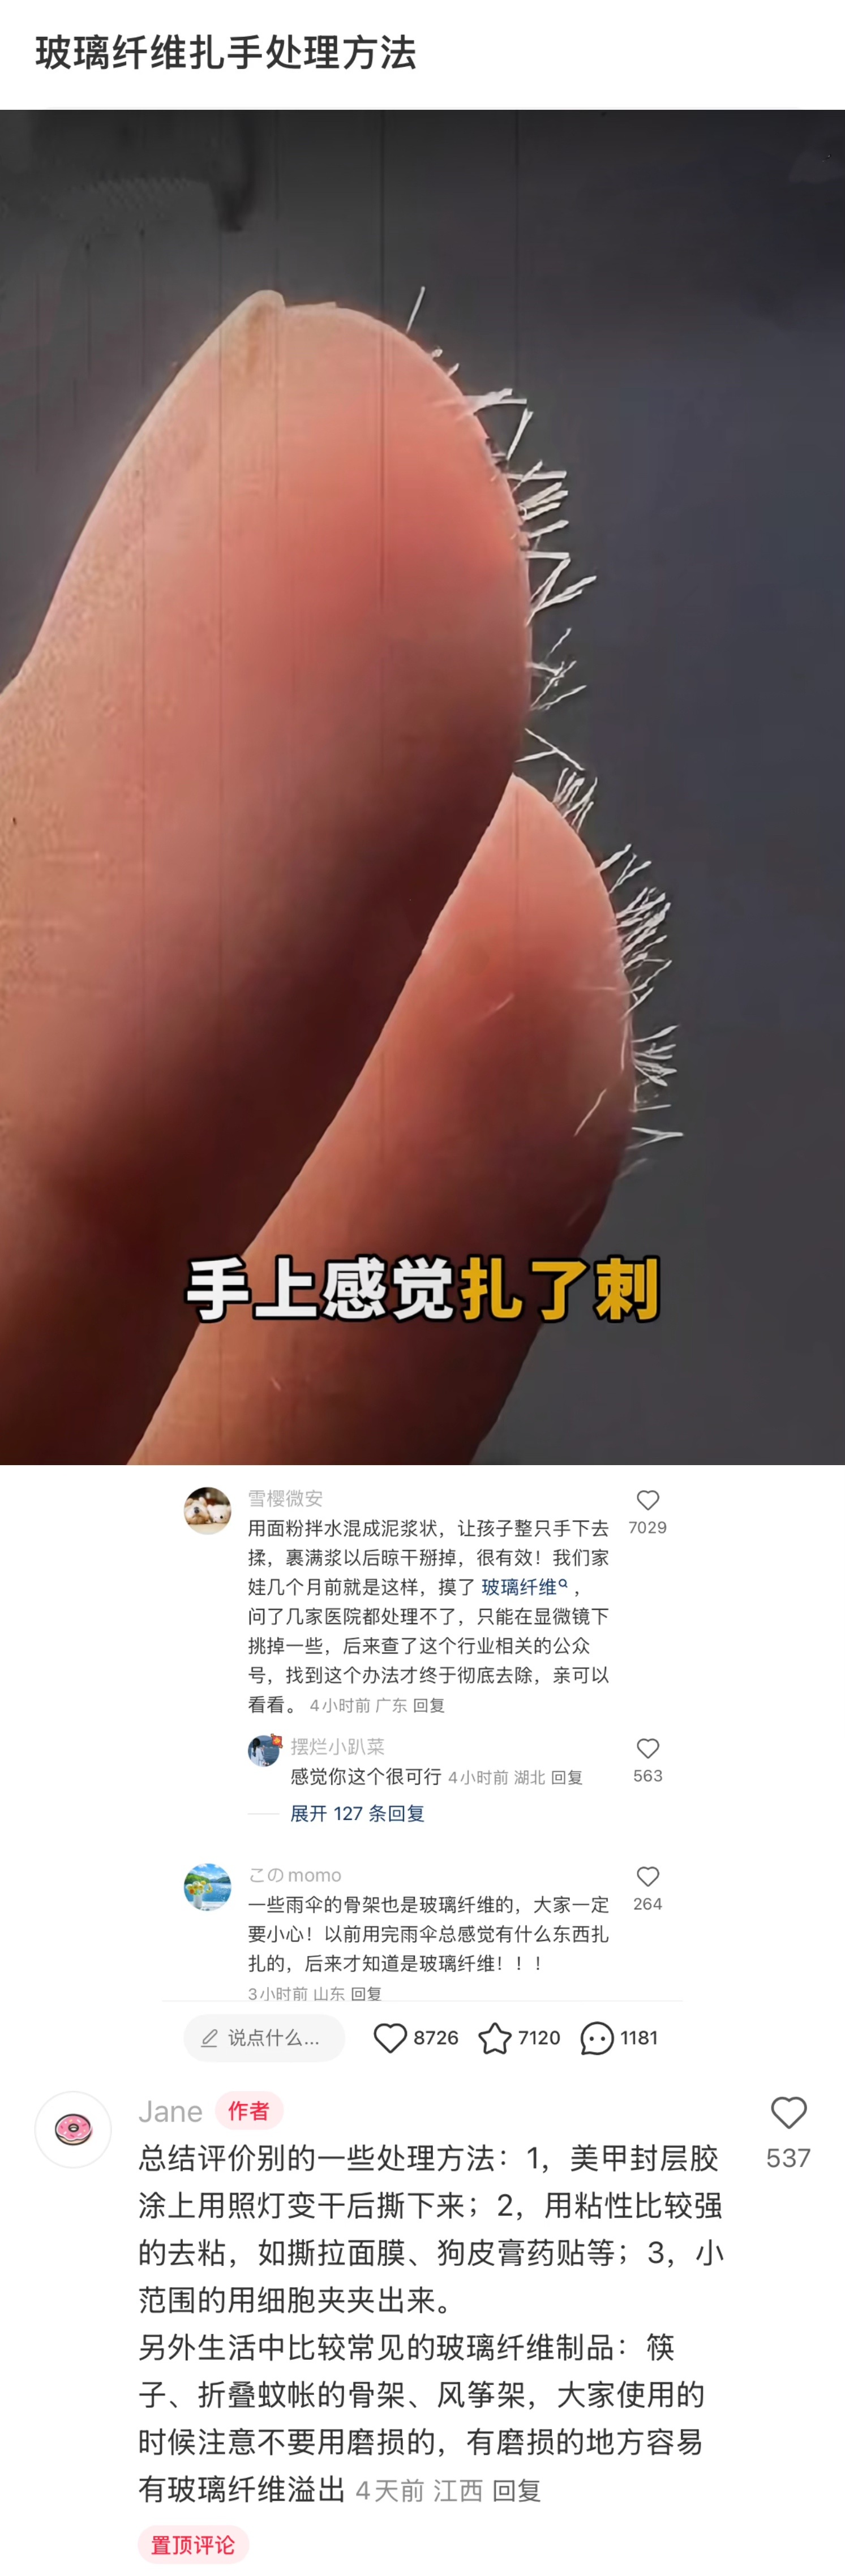 玻璃纤维扎手处理方法
手上感觉扎了刺
雪樱微安
用面粉拌水混成泥浆状，让孩子整只手下去
7029
揉，裹满浆以后晾干掰掉，很有效！我们家
娃几个月前就是这样，摸了 玻璃纤维，
问了几家医院都处理不了，只能在显微镜下
挑掉一些，后来查了这个行业相关的公众
号，找到这个办法才终于彻底去除，亲可以
看看。 4小时前 广东 回复
摆烂小趴菜
感觉你这个很可行 4小时前 湖北 回复
563
展开 127 条回复
このmomo
一些雨伞的骨架也是玻璃纤维的，大家一定
264
要小心！以前用完雨伞总感觉有什么东西扎
扎的，后来才知道是玻璃纤维！！！
3小时前 山东 回复
说点什么... 8726 7120 1181
Jane 作者
537
总结评价别的一些处理方法：1，美甲封层胶
涂上用照灯变干后撕下来；2，用粘性比较强
的去粘，如撕拉面膜、狗皮膏药贴等；3，小
范围的用细胞夹夹出来。
另外生活中比较常见的玻璃纤维制品：筷
子、折叠蚊帐的骨架、风筝架，大家使用的
时候注意不要用磨损的，有磨损的地方容易
有玻璃纤维溢出 4天前 江西 回复
置顶评论